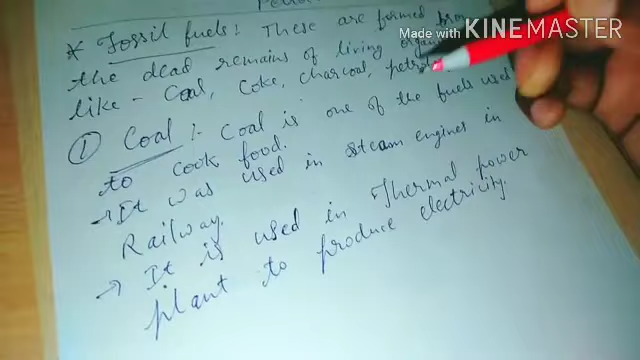 Made with KINEMASTER
* Fossil fuels: These are formed from
the dead remains of living
like - Coal, Coke, charcoal,
① Coal :- Coal is one of the fuels used
to cook food.
→ It was used in steam engines in
Railway.
→ It is used in Thermal power
plant to produce electricity.